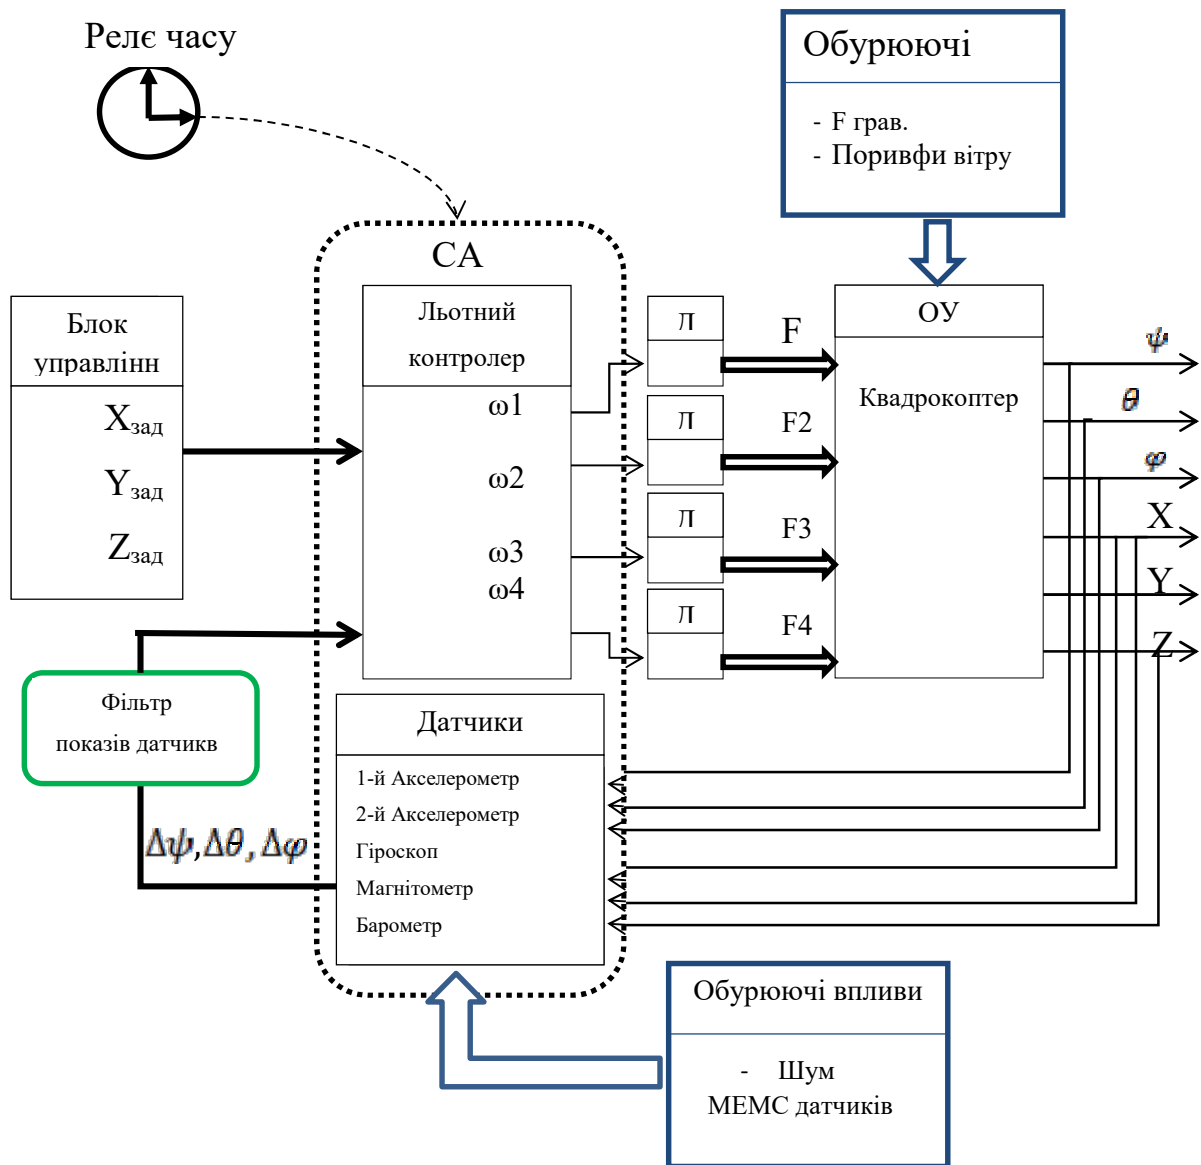 Релє часу
Обурюючі
- F грав.
- Поривфи вітру
СА
Блок
управлінн
Xзад
Yзад
Zзад
Льотний
контролер
ω1
ω2
ω3
ω4
Л
Л
Л
Л
F
F2
F3
F4
ОУ
Квадрокоптер
ψ
θ
φ
X
Y
Z
Фільтр
показів датчикв
Δψ,Δθ,Δφ
Датчики
1-й Акселерометр
2-й Акселерометр
Гіроскоп
Магнітометр
Барометр
Обурюючі впливи
- Шум
МЕМС датчиків